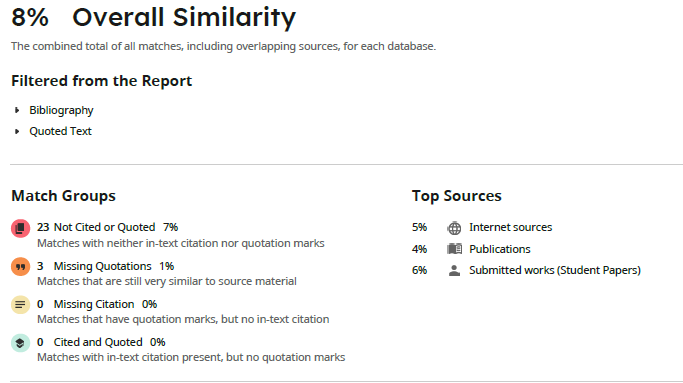 8% Overall Similarity
The combined total of all matches, including overlapping sources, for each database.
Filtered from the Report
Bibliography
Quoted Text
Match Groups
23 Not Cited or Quoted 7%
Matches with neither in-text citation nor quotation marks
3 Missing Quotations 1%
Matches that are still very similar to source material
0 Missing Citation 0%
Matches that have quotation marks, but no in-text citation
0 Cited and Quoted 0%
Matches with in-text citation present, but no quotation marks
Top Sources
5% Internet sources
4% Publications
6% Submitted works (Student Papers)